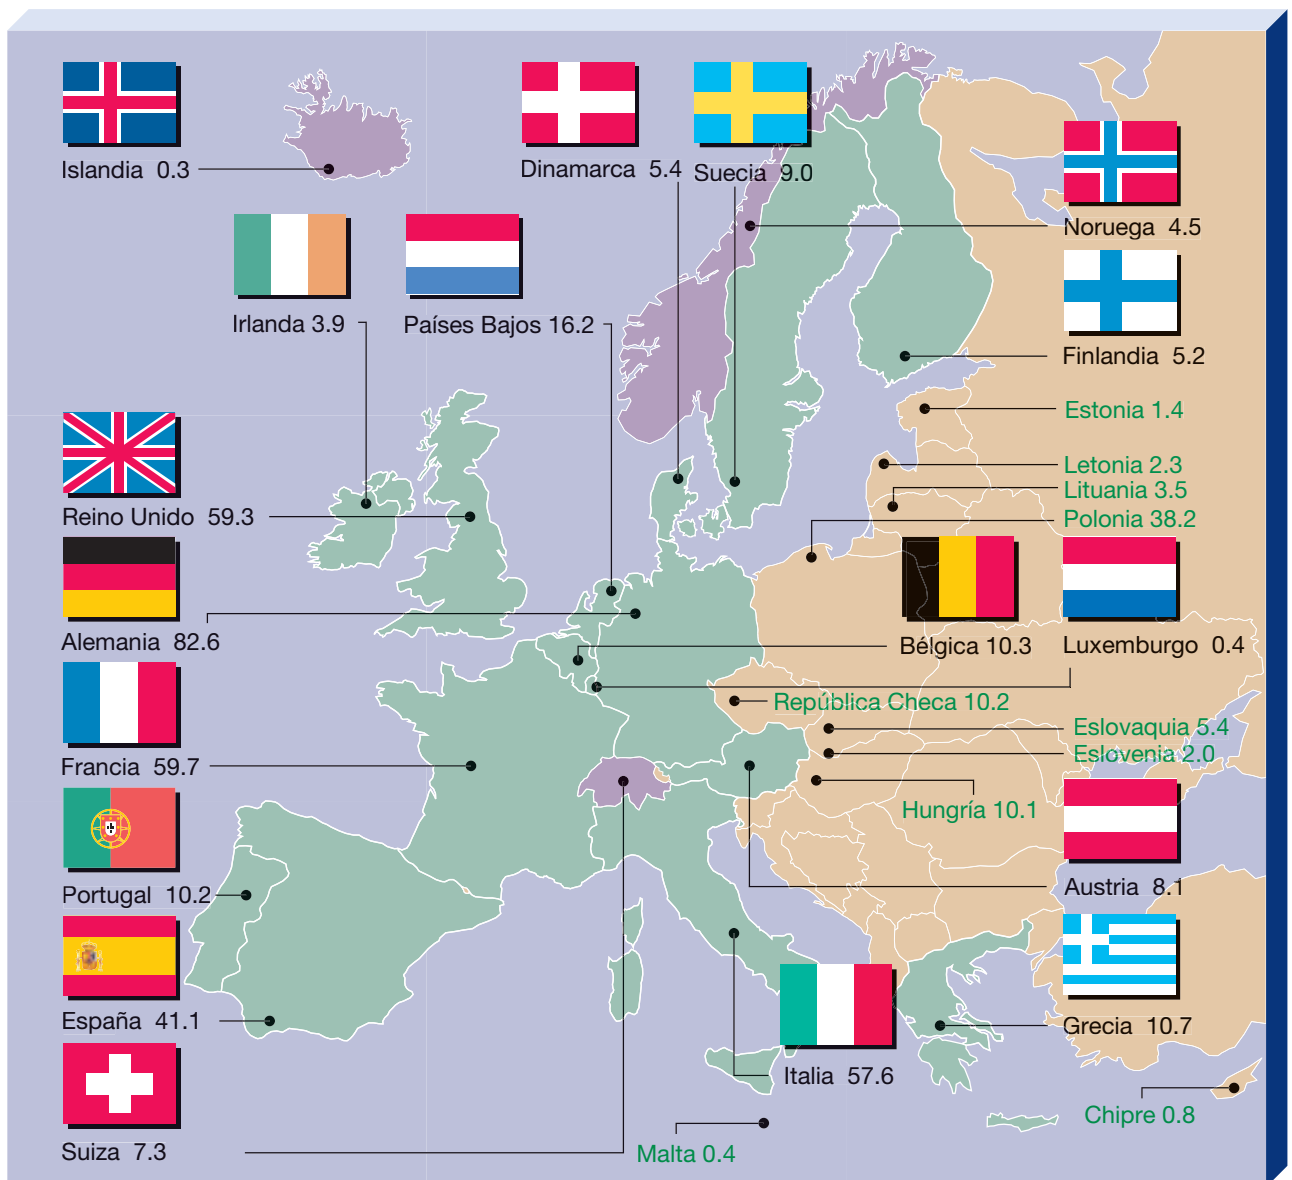 Islandia 0.3
Dinamarca 5.4
Suecia 9.0
Noruega 4.5
Irlanda 3.9
Países Bajos 16.2
Finlandia 5.2
Estonia 1.4
Letonia 2.3
Lituania 3.5
Reino Unido 59.3
Polonia 38.2
Alemania 82.6
Bélgica 10.3
Luxemburgo 0.4
República Checa 10.2
Eslovaquia 5.4
Eslovenia 2.0
Francia 59.7
Hungría 10.1
Portugal 10.2
Austria 8.1
España 41.1
Grecia 10.7
Italia 57.6
Chipre 0.8
Suiza 7.3
Malta 0.4